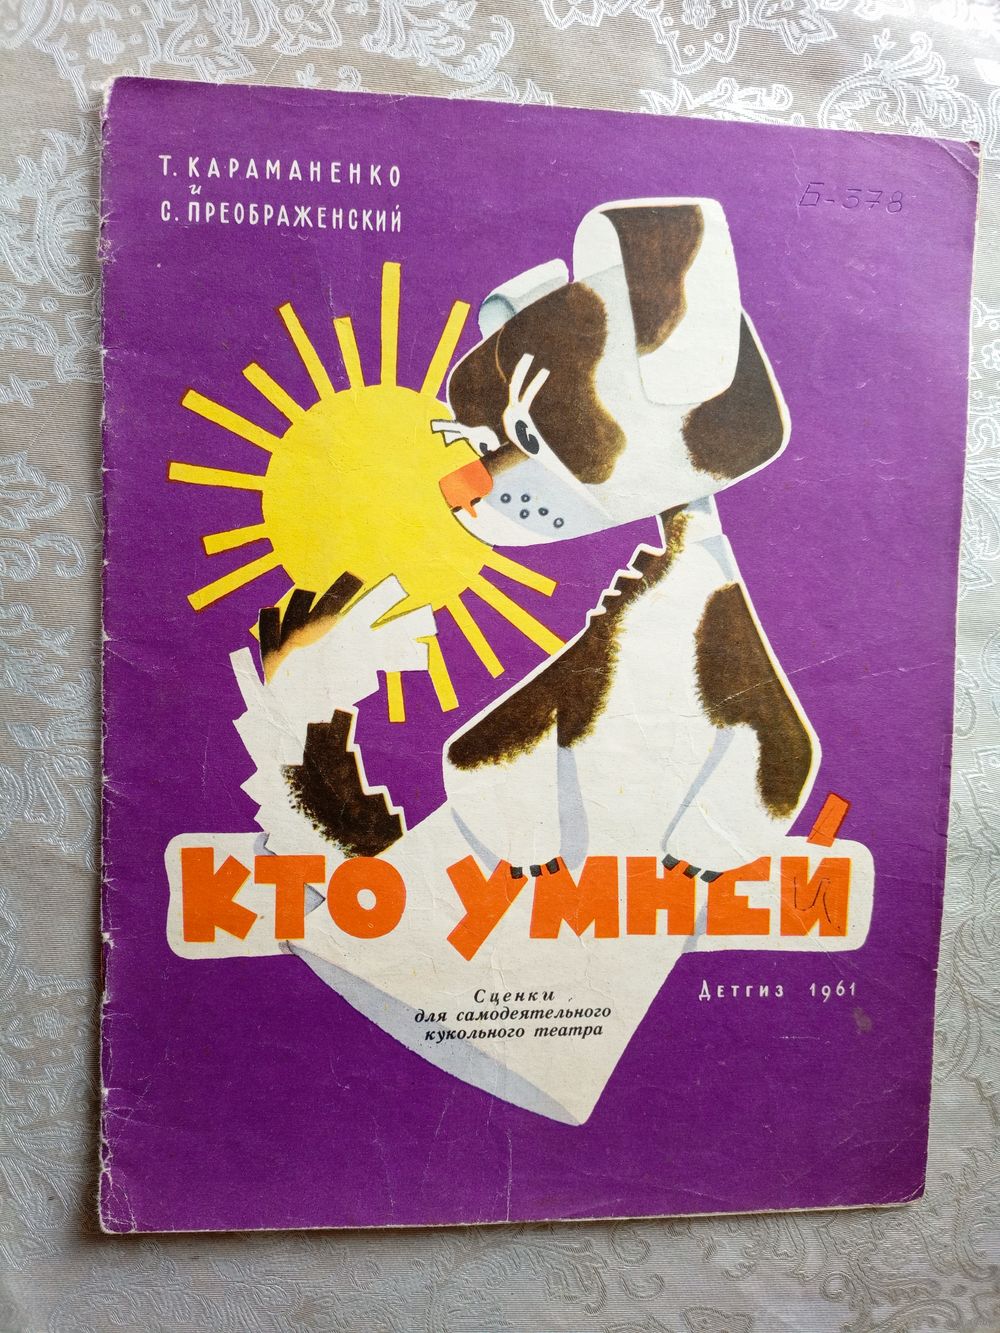 Т. КАРАМАНЕНКО
и
С. ПРЕОБРАЖЕНСКИЙ
Б-378
КТО УМНЕЙ
Сценки
для самодеятельного
кукольного театра
ДЕТГИЗ 1961